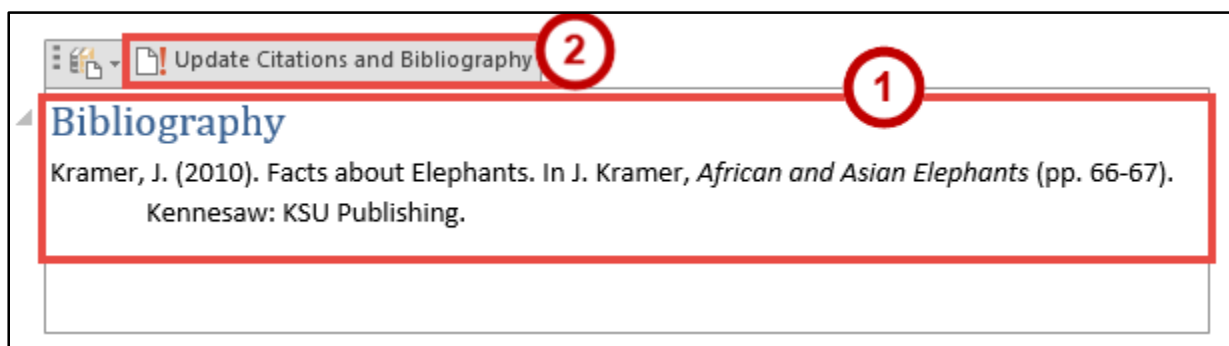 Update Citations and Bibliography
2
1
Bibliography
Kramer, J. (2010). Facts about Elephants. In J. Kramer, African and Asian Elephants (pp. 66-67).
Kennesaw: KSU Publishing.